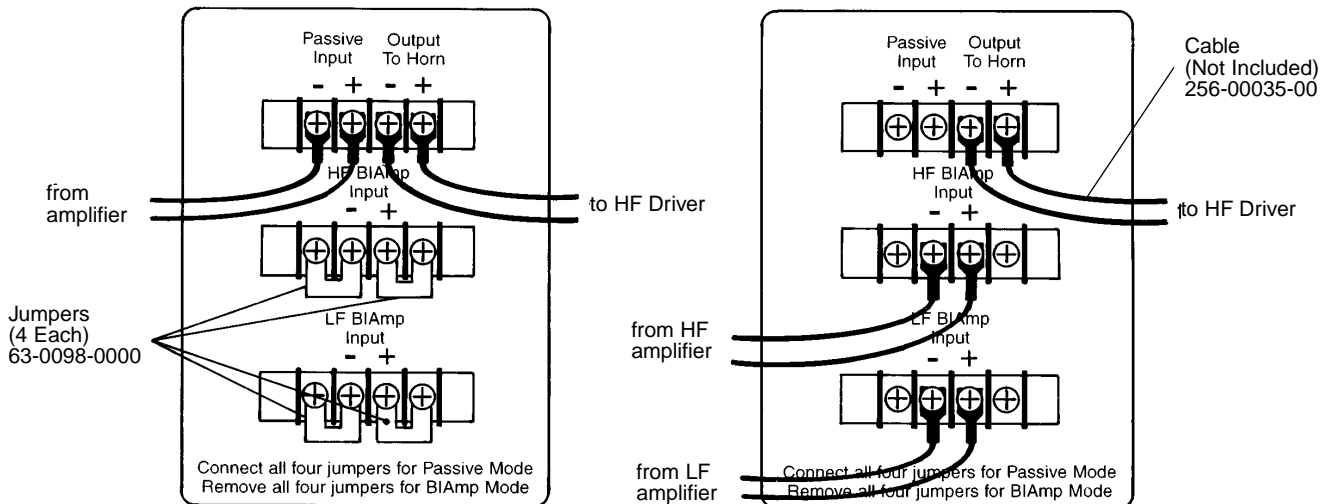 Passive Input
Output To Horn
- + - +
from amplifier
HF BIAmp Input
- +
to HF Driver
Jumpers
(4 Each)
63-0098-0000
LF BIAmp Input
- +
Connect all four jumpers for Passive Mode
Remove all four jumpers for BIAmp Mode
Passive Input
Output To Horn
- + - +
Cable
(Not Included)
256-00035-00
HF BIAmp Input
- +
to HF Driver
from HF amplifier
LF BIAmp Input
- +
from LF amplifier
Connect all four jumpers for Passive Mode
Remove all four jumpers for BIAmp Mode